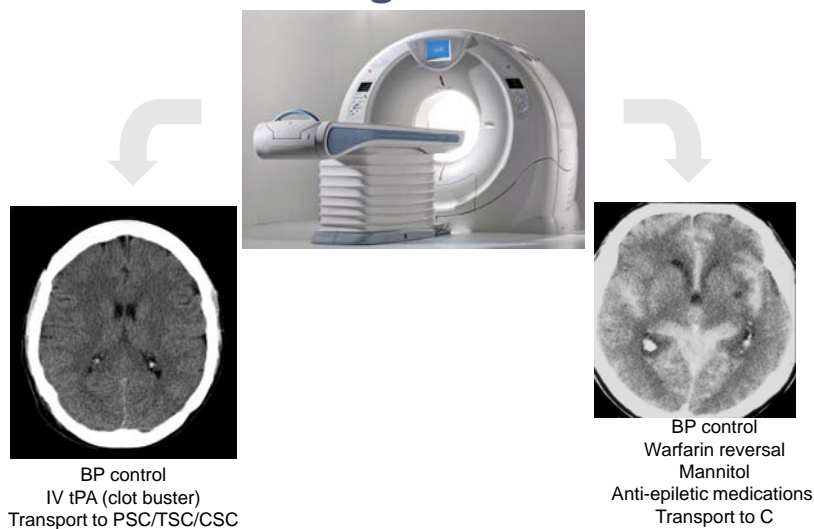 BP control
IV tPA (clot buster)
Transport to PSC/TSC/CSC
BP control
Warfarin reversal
Mannitol
Anti-epiletic medications
Transport to C